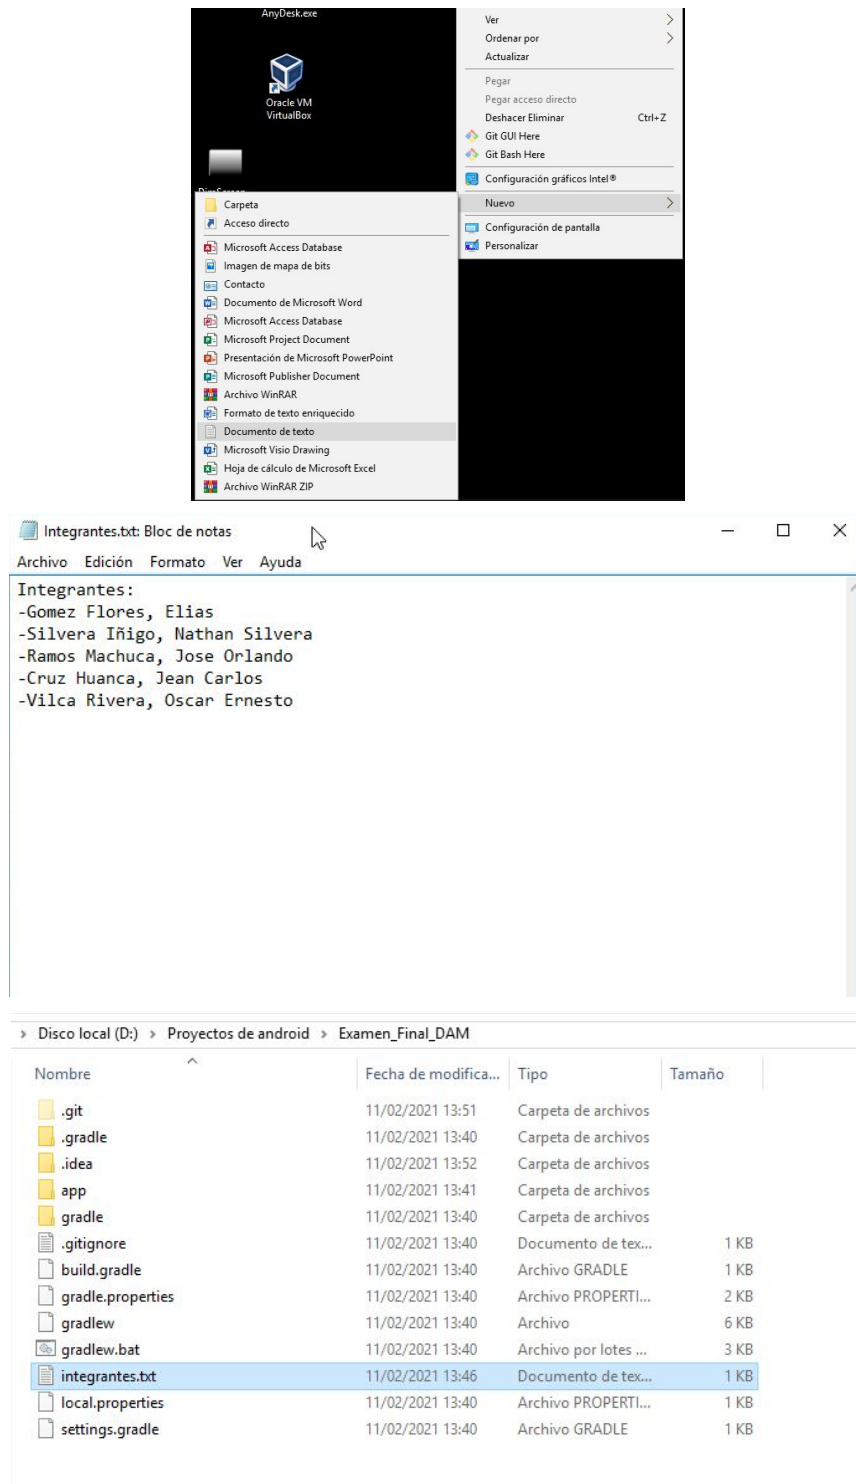 AnyDesk.exe
Oracle VM
VirtualBox
Ver
Ordenar por
Actualizar
Pegar
Pegar acceso directo
Deshacer Eliminar Ctrl+Z
Git GUI Here
Git Bash Here
Configuración gráficos Intel®
Nuevo
Configuración de pantalla
Personalizar
Carpeta
Acceso directo
Microsoft Access Database
Imagen de mapa de bits
Contacto
Documento de Microsoft Word
Microsoft Access Database
Microsoft Project Document
Presentación de Microsoft PowerPoint
Microsoft Publisher Document
Archivo WinRAR
Formato de texto enriquecido
Documento de texto
Microsoft Visio Drawing
Hoja de cálculo de Microsoft Excel
Archivo WinRAR ZIP
Integrantes.txt: Bloc de notas
Archivo Edición Formato Ver Ayuda
Integrantes:
-Gomez Flores, Elias
-Silvera Iñigo, Nathan Silvera
-Ramos Machuca, Jose Orlando
-Cruz Huanca, Jean Carlos
-Vilca Rivera, Oscar Ernesto
> Disco local (D:) > Proyectos de android > Examen_Final_DAM
Nombre Fecha de modifica... Tipo Tamaño
.git 11/02/2021 13:51 Carpeta de archivos
.gradle 11/02/2021 13:40 Carpeta de archivos
.idea 11/02/2021 13:52 Carpeta de archivos
app 11/02/2021 13:41 Carpeta de archivos
gradle 11/02/2021 13:40 Carpeta de archivos
.gitignore 11/02/2021 13:40 Documento de tex... 1 KB
build.gradle 11/02/2021 13:40 Archivo GRADLE 1 KB
gradle.properties 11/02/2021 13:40 Archivo PROPERTI... 2 KB
gradlew 11/02/2021 13:40 Archivo 6 KB
gradlew.bat 11/02/2021 13:40 Archivo por lotes ... 3 KB
integrantes.txt 11/02/2021 13:46 Documento de tex... 1 KB
local.properties 11/02/2021 13:40 Archivo PROPERTI... 1 KB
settings.gradle 11/02/2021 13:40 Archivo GRADLE 1 KB